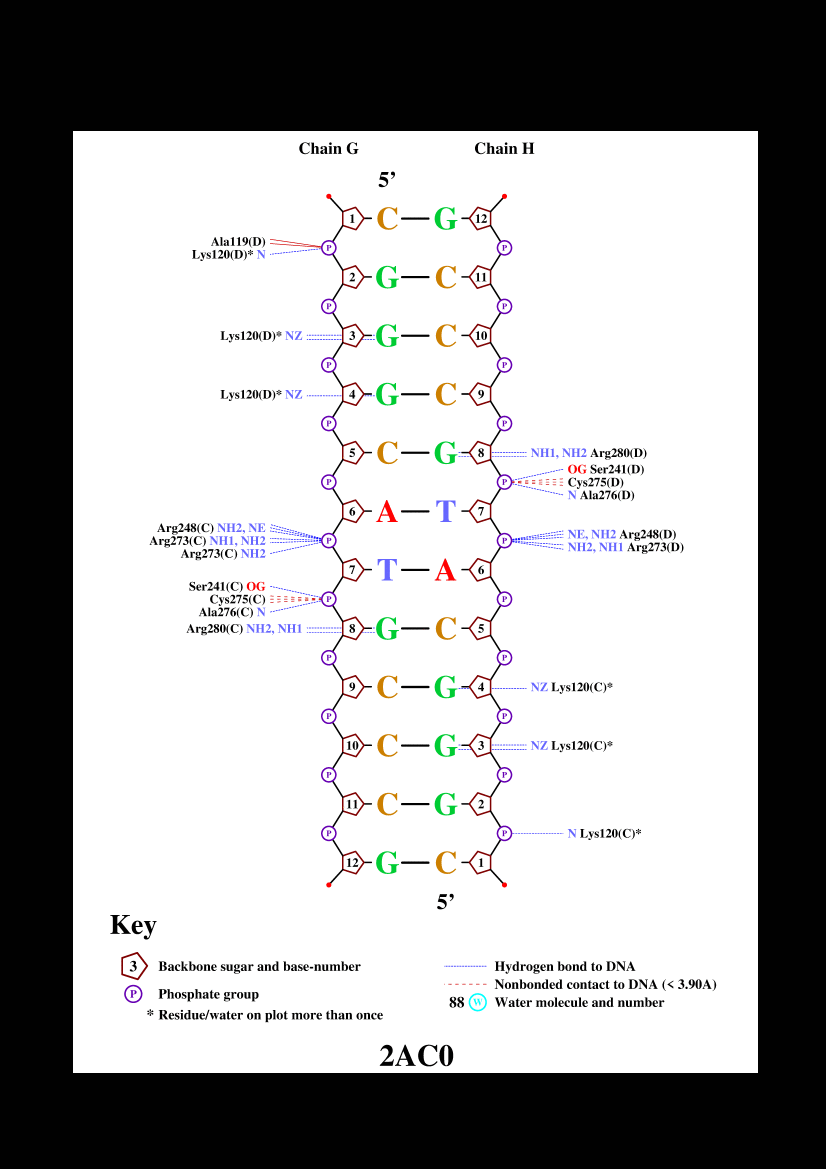 Chain G Chain H
5’
1 C G 12
Ala119(D)
P P
Lys120(D)* N
2 G C 11
P P
Lys120(D)* NZ 3 G C 10
P P
Lys120(D)* NZ 4 G C 9
P P
5 C G 8 NH1, NH2 Arg280(D)
OG Ser241(D)
P P Cys275(D)
N Ala276(D)
6 A T 7
Arg248(C) NH2, NE NE, NH2 Arg248(D)
Arg273(C) NH1, NH2 P P NH2, NH1 Arg273(D)
Arg273(C) NH2
7 T A 6
Ser241(C) OG
Cys275(C) P P
Ala276(C) N
Arg280(C) NH2, NH1 8 G C 5
P P
9 C G 4 NZ Lys120(C)*
P P
10 C G 3 NZ Lys120(C)*
P P
11 C G 2
P P N Lys120(C)*
12 G C 1
5’
Key
3 Backbone sugar and base-number
P Phosphate group
* Residue/water on plot more than once
Hydrogen bond to DNA
Nonbonded contact to DNA (< 3.90A)
88 W Water molecule and number
2AC0